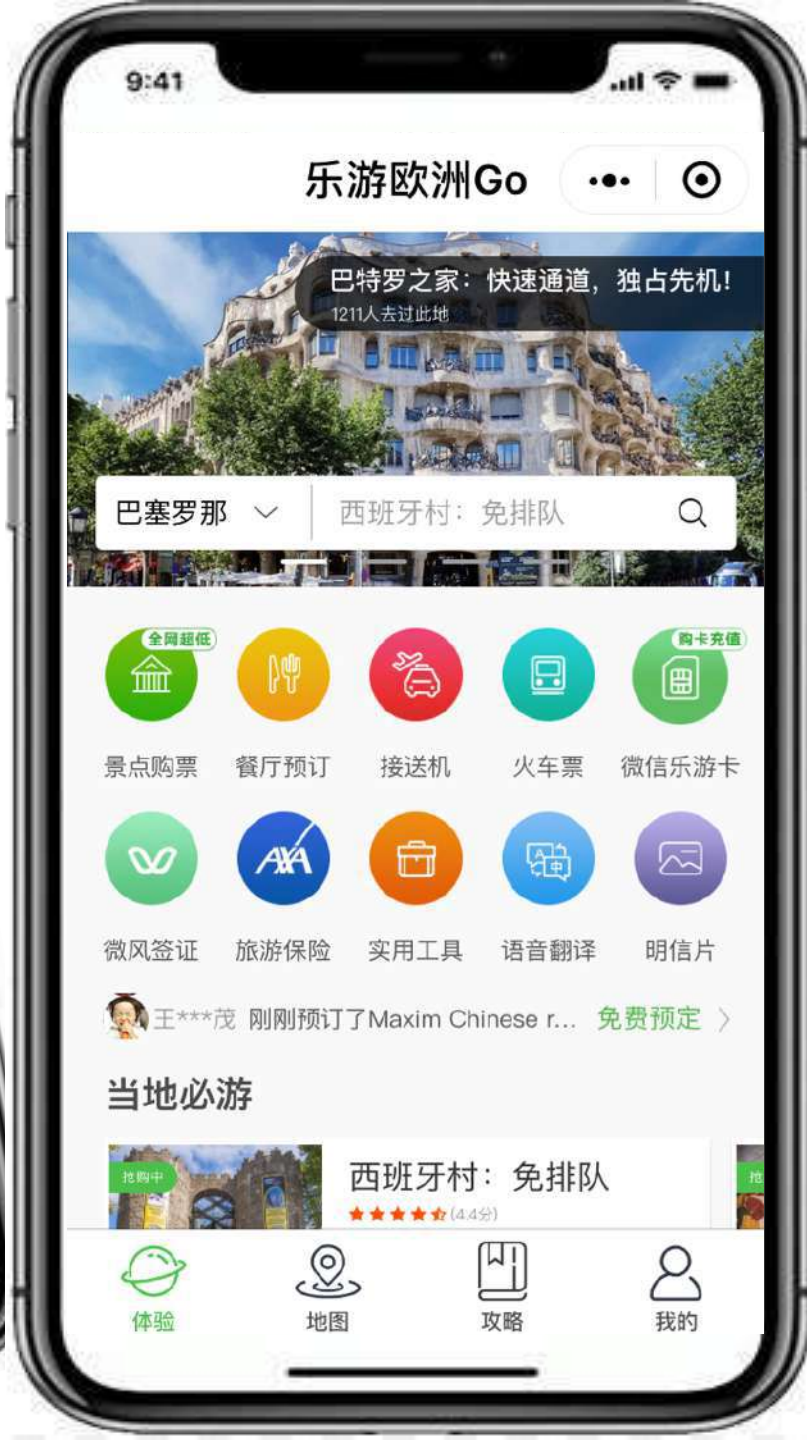 9:41
乐游欧洲Go
巴特罗之家：快速通道，独占先机！
1211人去过此地
巴塞罗那 西班牙村：免排队
全网超低 购卡充值
景点购票 餐厅预订 接送机 火车票 微信乐游卡
AXA A 中
微风签证 旅游保险 实用工具 语音翻译 明信片
王***茂 刚刚预订了Maxim Chinese r... 免费预定
当地必游
抢购中 西班牙村：免排队 抢
(4.4分)
体验 地图 攻略 我的